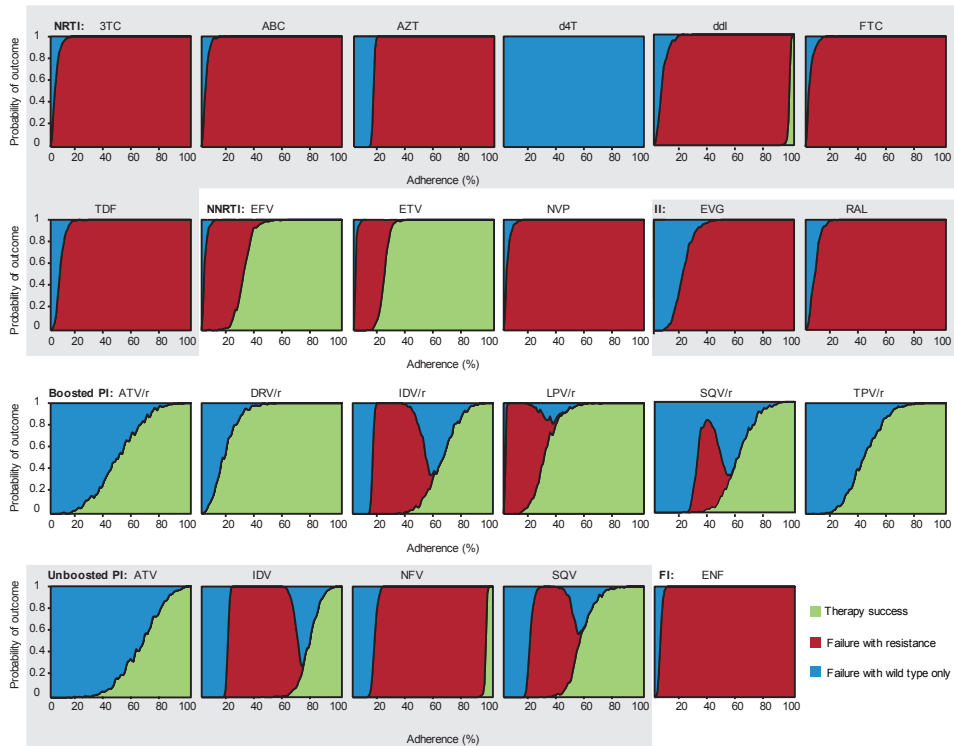 NRTI: 3TC ABC AZT d4T ddI FTC
Probability of outcome
1
0.8
0.6
0.4
0.2
0
0 20 40 60 80 100 20 40 60 80 100 20 40 60 80 100 20 40 60 80 100 20 40 60 80 100 20 40 60 80 100
Adherence (%)
TDF NNRTI: EFV ETV NVP II: EVG RAL
Probability of outcome
1
0.8
0.6
0.4
0.2
0
0 20 40 60 80 100 20 40 60 80 100 20 40 60 80 100 20 40 60 80 100 20 40 60 80 100 20 40 60 80 100
Adherence (%)
Boosted PI: ATV/r DRV/r IDV/r LPV/r SQV/r TPV/r
Probability of outcome
1
0.8
0.6
0.4
0.2
0
0 20 40 60 80 100 20 40 60 80 100 20 40 60 80 100 20 40 60 80 100 20 40 60 80 100 20 40 60 80 100
Adherence (%)
Unboosted PI: ATV IDV NFV SQV FI: ENF
Probability of outcome
1
0.8
0.6
0.4
0.2
0
0 20 40 60 80 100 20 40 60 80 100 20 40 60 80 100 20 40 60 80 100 20 40 60 80 100
Adherence (%)
Therapy success
Failure with resistance
Failure with wild type only